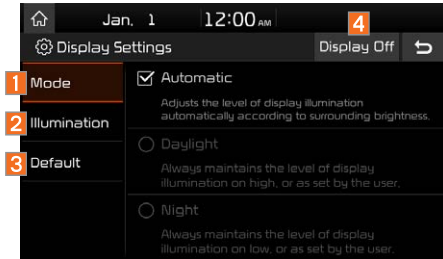 Jan. 1 12:00 AM
4
Display Settings Display Off
1 Mode
Automatic
Adjusts the level of display illumination
automatically according to surrounding brightness.
2 Illumination
Daylight
3 Default
Always maintains the level of display
illumination on high, or as set by the user.
Night
Always maintains the level of display
illumination on low, or as set by the user.